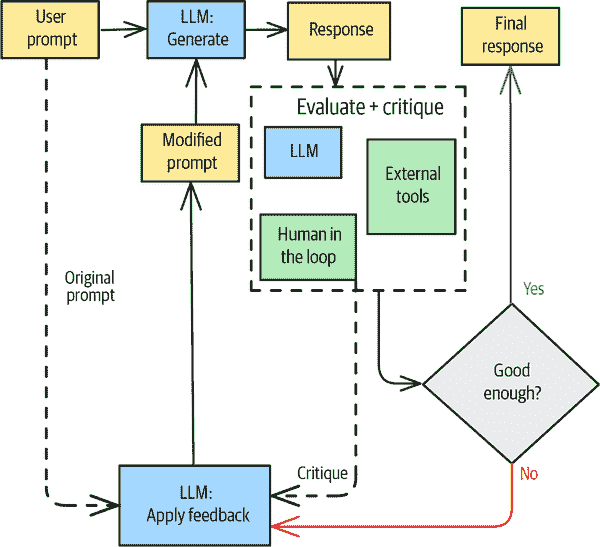 User
prompt
LLM:
Generate
Response
Final
response
Evaluate + critique
Modified
prompt
LLM
External
tools
Human in
the loop
Original
prompt
Yes
Good
enough?
No
Critique
LLM:
Apply feedback